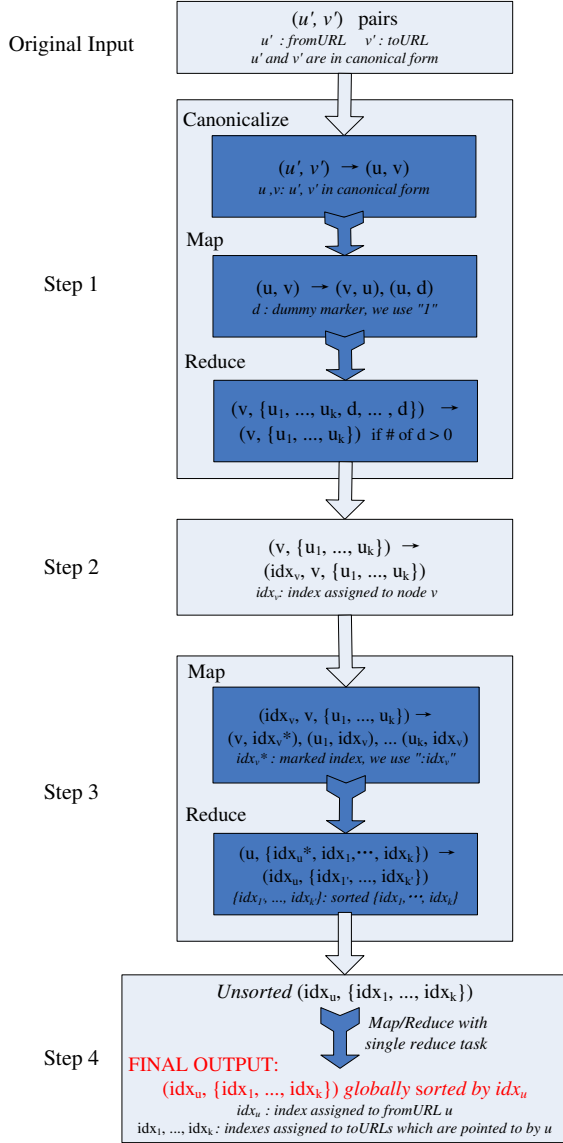 Original Input
(u', v') pairs
u' : fromURL v' : toURL
u' and v' are in canonical form
Step 1
Canonicalize
(u', v') → (u, v)
u ,v: u', v' in canonical form
Map
(u, v) → (v, u), (u, d)
d : dummy marker, we use "1"
Reduce
(v, {u₁, ..., uₖ, d, ... , d}) →
(v, {u₁, ..., uₖ}) if # of d > 0
Step 2
(v, {u₁, ..., uₖ}) →
(idxᵥ, v, {u₁, ..., uₖ})
idxᵥ: index assigned to node v
Step 3
Map
(idxᵥ, v, {u₁, ..., uₖ}) →
(v, idxᵥ*), (u₁, idxᵥ), ... (uₖ, idxᵥ)
idxᵥ* : marked index, we use ":idxᵥ"
Reduce
(u, {idxᵤ*, idx₁,⋯, idxₖ}) →
(idxᵤ, {idx₁', ..., idxₖ'})
{idx₁', ..., idxₖ'}: sorted {idx₁,⋯, idxₖ}
Step 4
Unsorted (idxᵤ, {idx₁, ..., idxₖ})
Map/Reduce with
single reduce task
FINAL OUTPUT:
(idxᵤ, {idx₁, ..., idxₖ}) globally sorted by idxᵤ
idxᵤ : index assigned to fromURL u
idx₁, ..., idxₖ : indexes assigned to toURLs which are pointed to by u